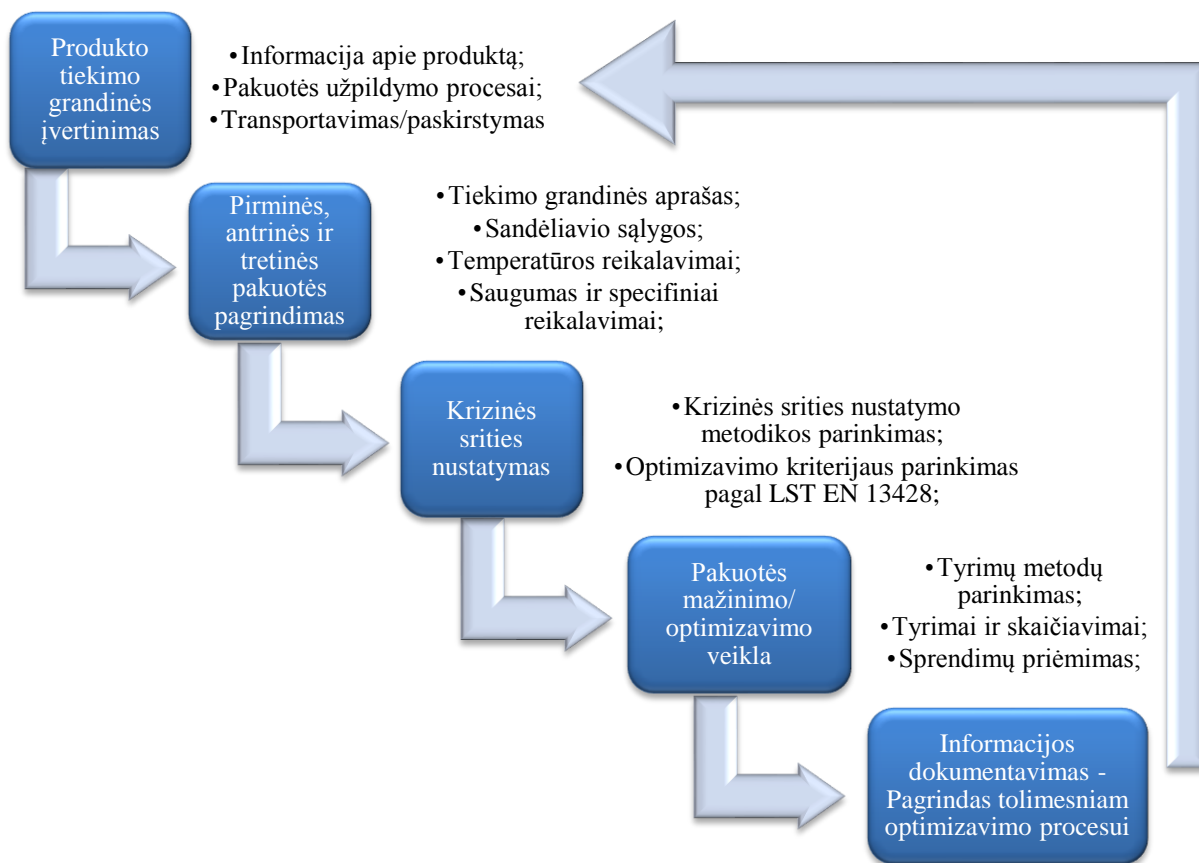 Produkto
tiekimo
grandinės
įvertinimas
•Informacija apie produktą;
•Pakuotės užpildymo procesai;
•Transportavimas/paskirstymas
Pirminės,
antrinės ir
tretinės
pakuotės
pagrindimas
•Tiekimo grandinės aprašas;
•Sandėliavio sąlygos;
•Temperatūros reikalavimai;
•Saugumas ir specifiniai
reikalavimai;
Krizinės
srities
nustatymas
•Krizinės srities nustatymo
metodikos parinkimas;
•Optimizavimo kriterijaus parinkimas
pagal LST EN 13428;
Pakuotės
mažinimo/
optimizavimo
veikla
•Tyrimų metodų
parinkimas;
•Tyrimai ir skaičiavimai;
•Sprendimų priėmimas;
Informacijos
dokumentavimas -
Pagrindas tolimesniam
optimizavimo procesui